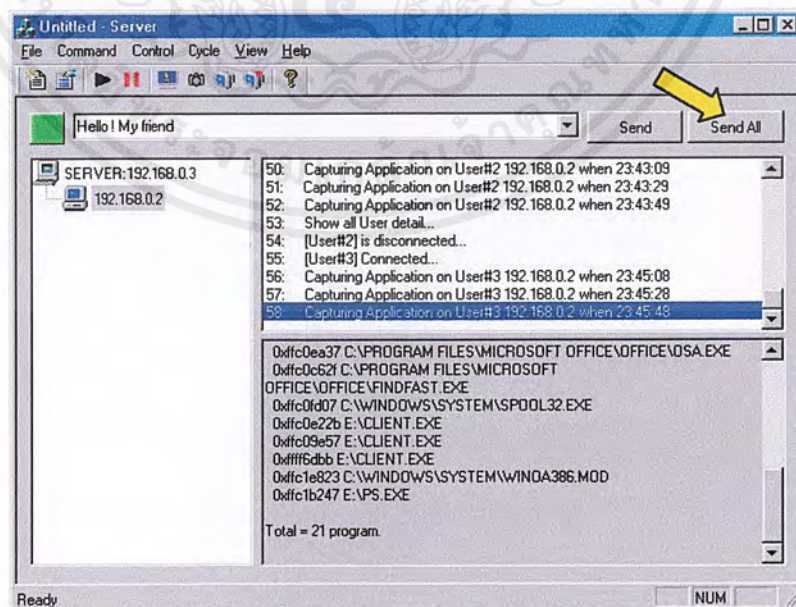 Untitled - Server
File Command Control Cycle View Help
Hello ! My friend
Send
Send All
SERVER:192.168.0.3
192.168.0.2
50: Capturing Application on User#2 192.168.0.2 when 23:43:09
51: Capturing Application on User#2 192.168.0.2 when 23:43:29
52: Capturing Application on User#2 192.168.0.2 when 23:43:49
53: Show all User detail...
54: [User#2] is disconnected...
55: [User#3] Connected...
56: Capturing Application on User#3 192.168.0.2 when 23:45:08
57: Capturing Application on User#3 192.168.0.2 when 23:45:28
58: Capturing Application on User#3 192.168.0.2 when 23:45:48
0xffc0ea37 C:\PROGRAM FILES\MICROSOFT OFFICE\OFFICE\OSA.EXE
0xffc0c62f C:\PROGRAM FILES\MICROSOFT
OFFICE\OFFICE\FINDFAST.EXE
0xffc0fd07 C:\WINDOWS\SYSTEM\SPOOL32.EXE
0xffc0e22b E:\CLIENT.EXE
0xffc09e57 E:\CLIENT.EXE
0xffff6dbb E:\CLIENT.EXE
0xffc1e823 C:\WINDOWS\SYSTEM\WINOA386.MOD
0xffc1b247 E:\PS.EXE
Total = 21 program.
Ready
NUM